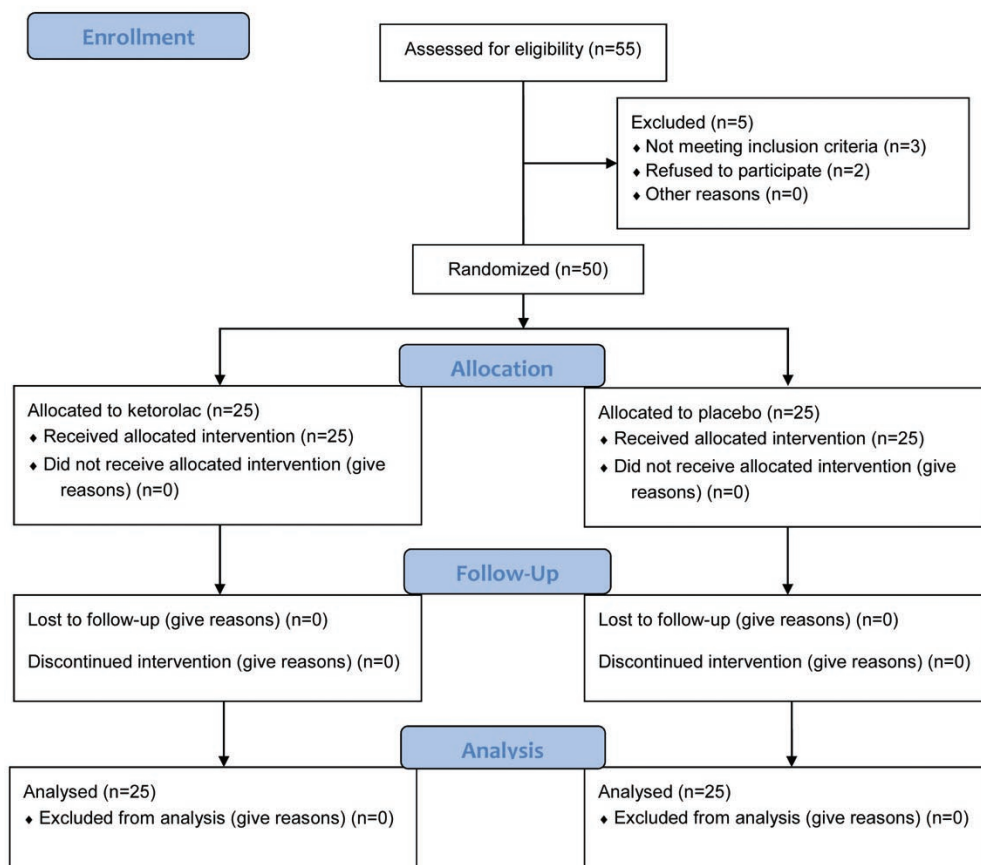 Enrollment
Assessed for eligibility (n=55)
Excluded (n=5)
♦ Not meeting inclusion criteria (n=3)
♦ Refused to participate (n=2)
♦ Other reasons (n=0)
Randomized (n=50)
Allocation
Allocated to ketorolac (n=25)
♦ Received allocated intervention (n=25)
♦ Did not receive allocated intervention (give
reasons) (n=0)
Allocated to placebo (n=25)
♦ Received allocated intervention (n=25)
♦ Did not receive allocated intervention (give
reasons) (n=0)
Follow-Up
Lost to follow-up (give reasons) (n=0)
Discontinued intervention (give reasons) (n=0)
Lost to follow-up (give reasons) (n=0)
Discontinued intervention (give reasons) (n=0)
Analysis
Analysed (n=25)
♦ Excluded from analysis (give reasons) (n=0)
Analysed (n=25)
♦ Excluded from analysis (give reasons) (n=0)